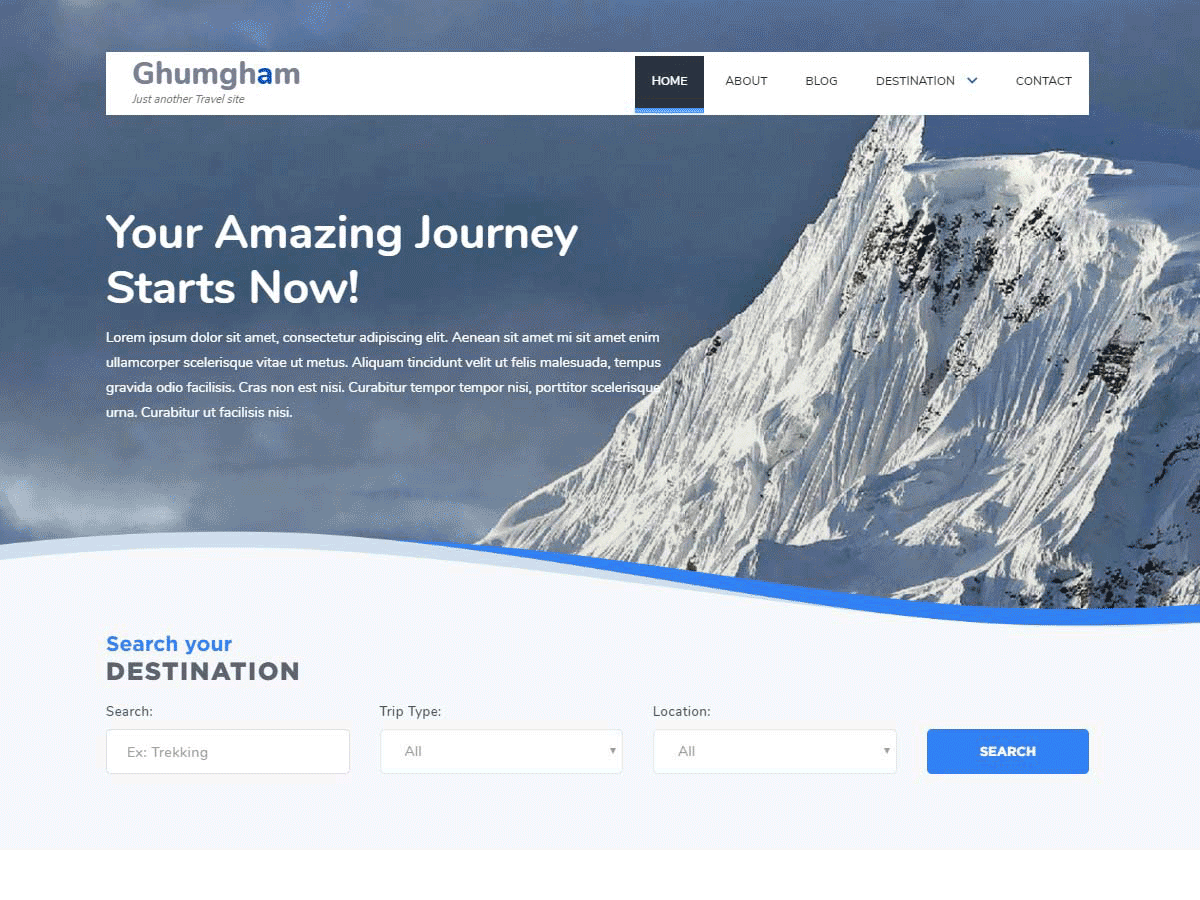 Ghumgham
Just another Travel site
HOME
ABOUT
BLOG
DESTINATION
CONTACT
Your Amazing Journey
Starts Now!
Lorem ipsum dolor sit amet, consectetur adipiscing elit. Aenean sit amet mi sit amet enim
ullamcorper scelerisque vitae ut metus. Aliquam tincidunt velit ut felis malesuada, tempus
gravida odio facilisis. Cras non est nisi. Curabitur tempor tempor nisi, porttitor scelerisque
urna. Curabitur ut facilisis nisi.
Search your
DESTINATION
Search:
Trip Type:
Location:
Ex: Trekking
All
All
SEARCH